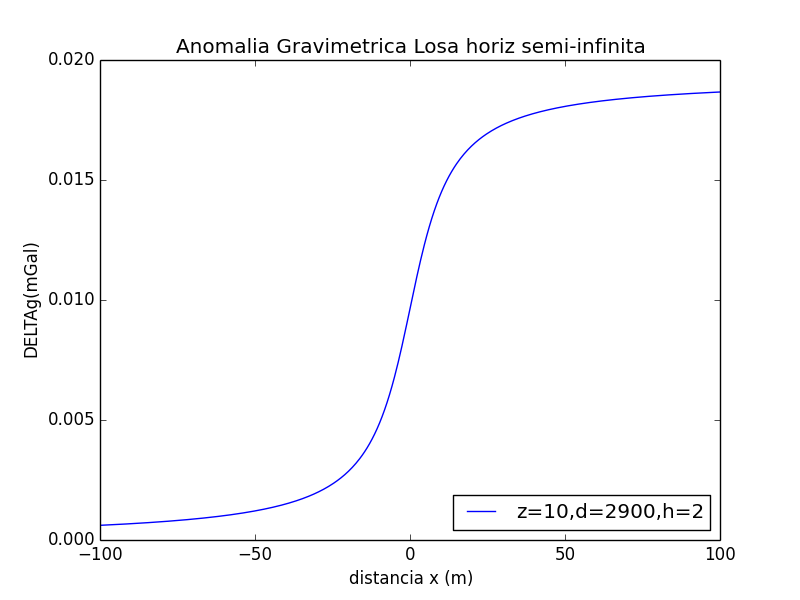 Anomalia Gravimetrica Losa horiz semi-infinita
0.020
0.015
0.010
0.005
0.000
DELTAg(mGal)
z=10,d=2900,h=2
−100
−50
0
50
100
distancia x (m)